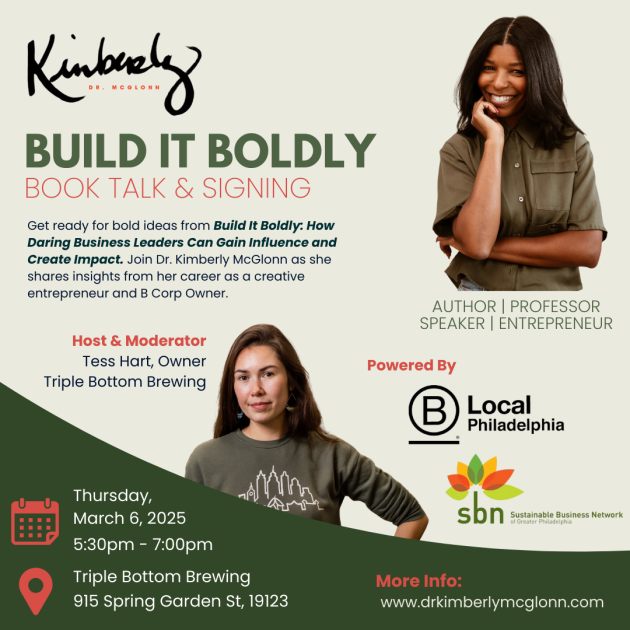 Kimberly
DR. MCGLONN
BUILD IT BOLDLY
BOOK TALK & SIGNING
Get ready for bold ideas from Build It Boldly: How
Daring Business Leaders Can Gain Influence and
Create Impact. Join Dr. Kimberly McGlonn as she
shares insights from her career as a creative
entrepreneur and B Corp Owner.
AUTHOR | PROFESSOR
SPEAKER | ENTREPRENEUR
Host & Moderator
Tess Hart, Owner
Triple Bottom Brewing
Powered By
B Local
Philadelphia
sbn Sustainable Business Network
of Greater Philadelphia
Thursday,
March 6, 2025
5:30pm - 7:00pm
Triple Bottom Brewing
915 Spring Garden St, 19123
More Info:
www.drkimberlymcglonn.com